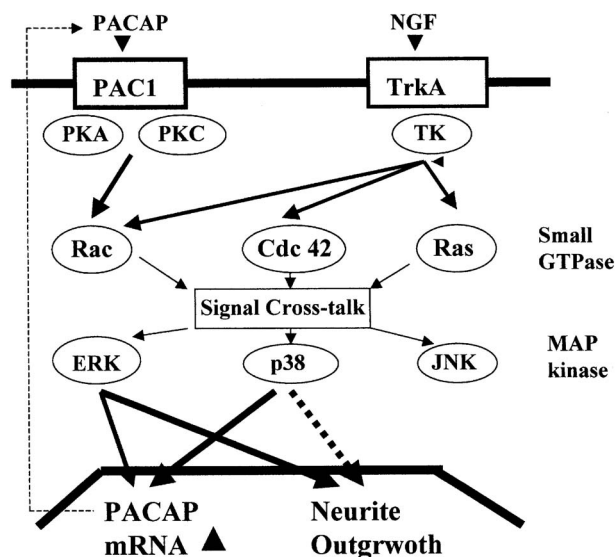 PACAP
NGF
PAC1
TrkA
PKA
PKC
TK
Rac
Cdc 42
Ras
Small
GTPase
Signal Cross-talk
ERK
p38
JNK
MAP
kinase
PACAP
mRNA
Neurite
Outgrwoth